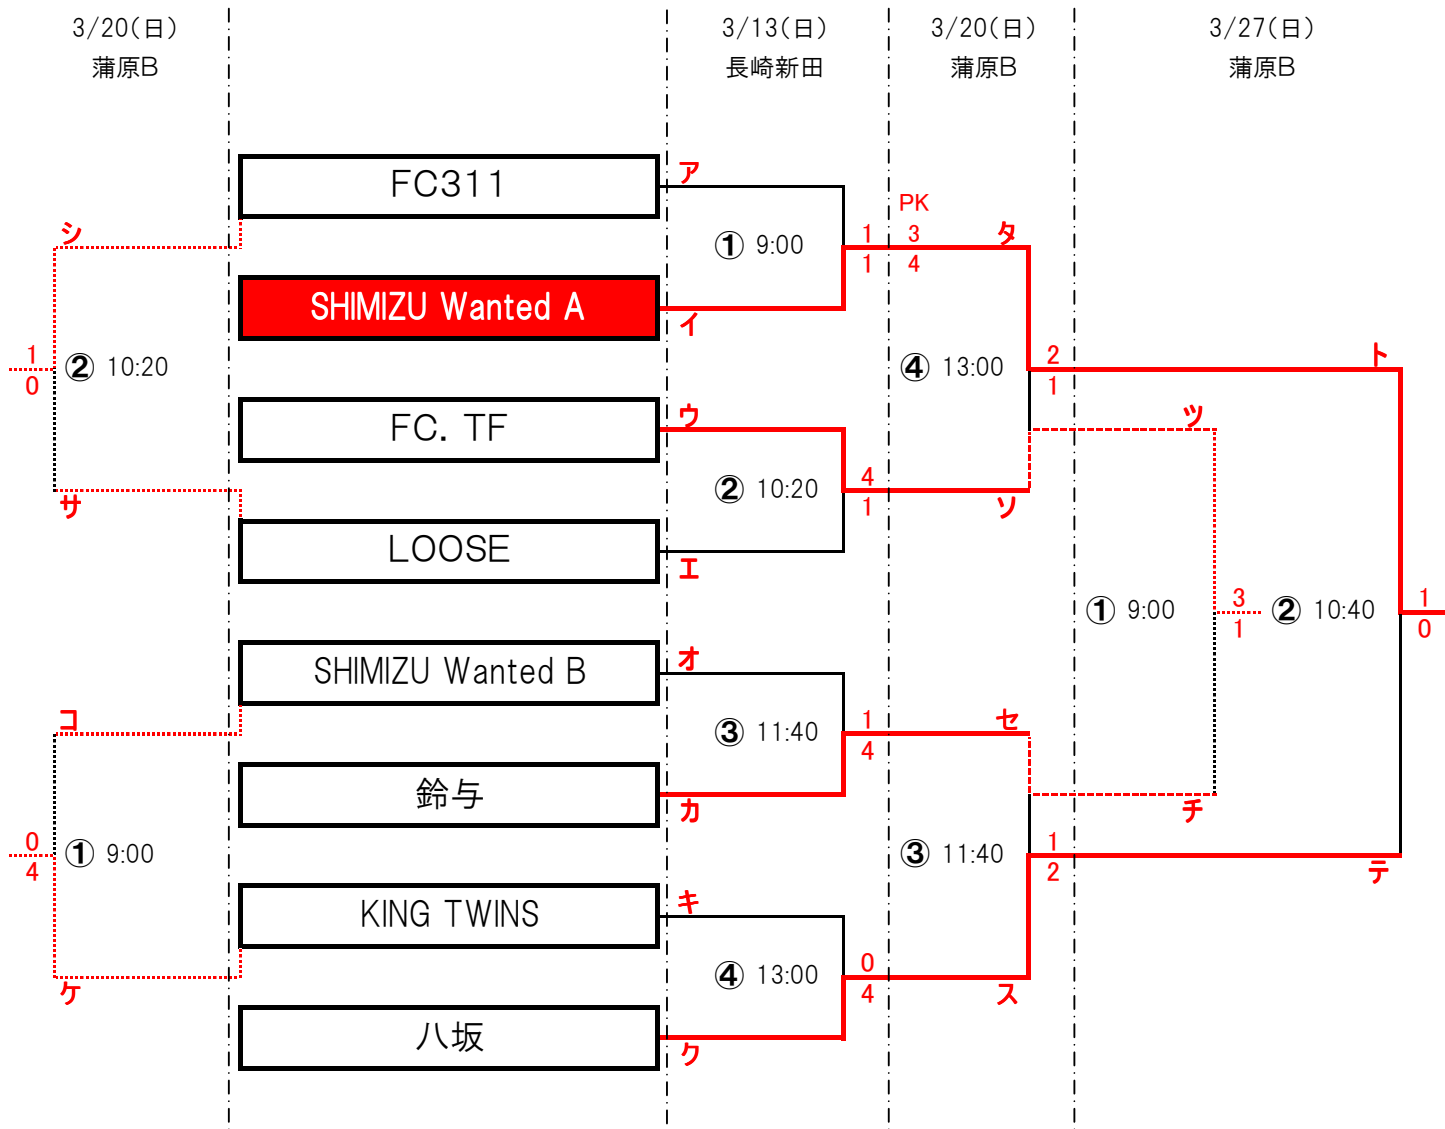 3/20(日)
蒲原B
3/13(日)
長崎新田
3/20(日)
蒲原B
3/27(日)
蒲原B
FC311
ア
PK
シ
① 9:00
1
3
タ
1
4
SHIMIZU Wanted A
イ
1
② 10:20
0
④ 13:00
2
1
ト
FC. TF
ウ
ツ
サ
② 10:20
4
1
ソ
LOOSE
エ
① 9:00
3
1
② 10:40
1
0
SHIMIZU Wanted B
オ
コ
③ 11:40
1
4
セ
鈴与
カ
チ
0
① 9:00
4
③ 11:40
1
2
テ
KING TWINS
キ
ケ
④ 13:00
0
4
ス
八坂
ク